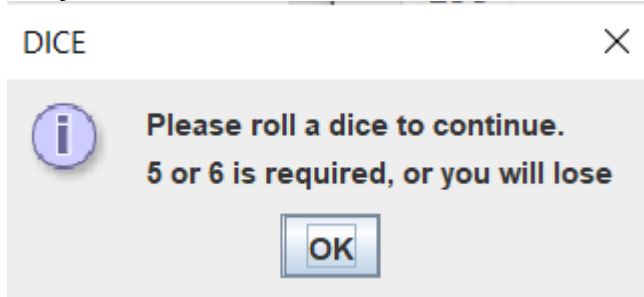 DICE
Please roll a dice to continue.
5 or 6 is required, or you will lose
OK